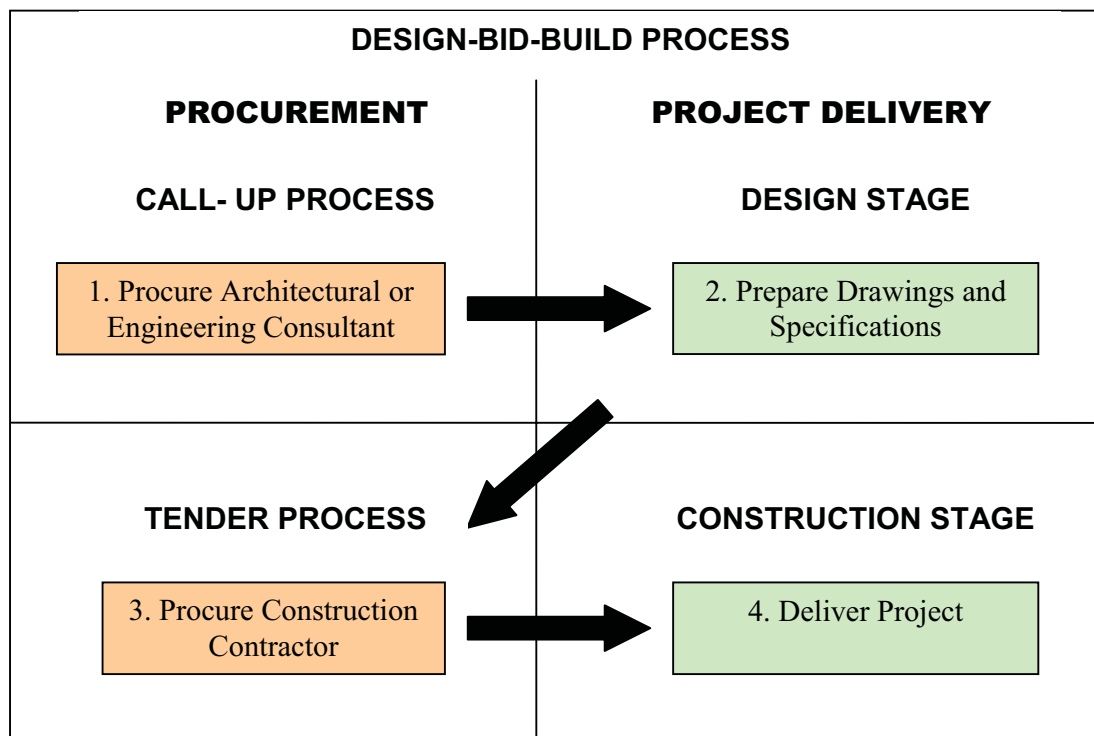 DESIGN-BID-BUILD PROCESS
PROCUREMENT
PROJECT DELIVERY
CALL- UP PROCESS
DESIGN STAGE
1. Procure Architectural or
Engineering Consultant
2. Prepare Drawings and
Specifications
TENDER PROCESS
CONSTRUCTION STAGE
3. Procure Construction
Contractor
4. Deliver Project